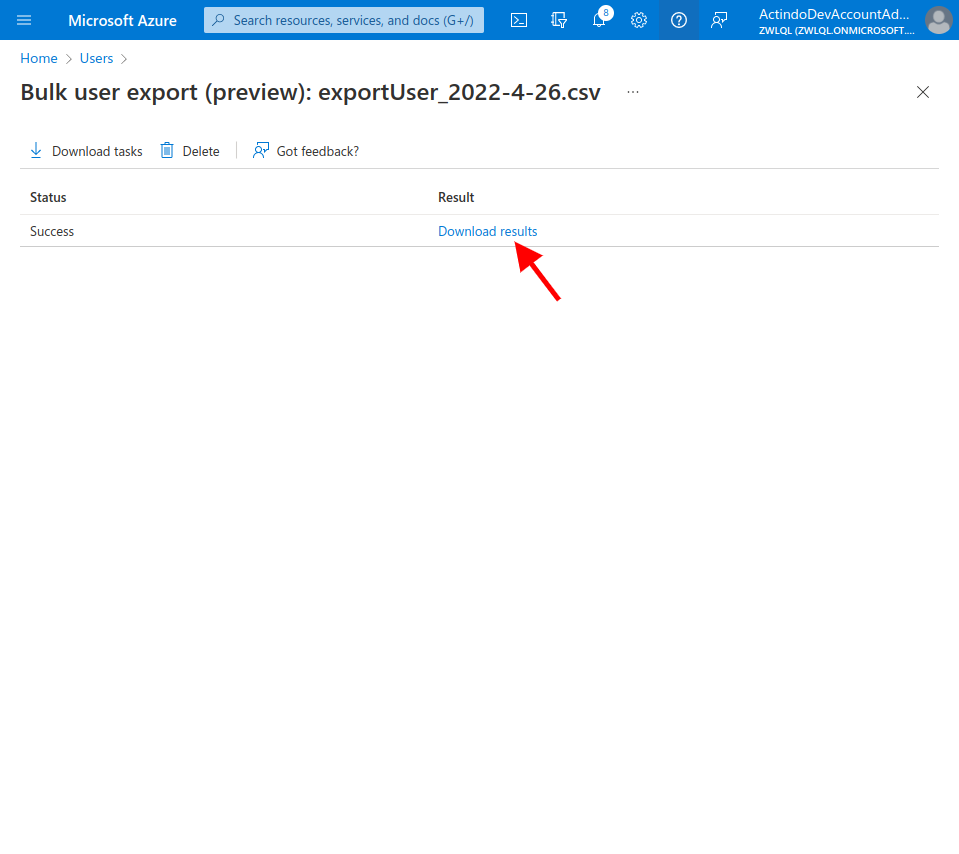 Microsoft Azure
Search resources, services, and docs (G+/)
8
ActindoDevAccountAd...
ZWLQL (ZWLQL.ONMICROSOFT....
Home > Users >
Bulk user export (preview): exportUser_2022-4-26.csv ...
Download tasks Delete Got feedback?
Status Result
Success Download results